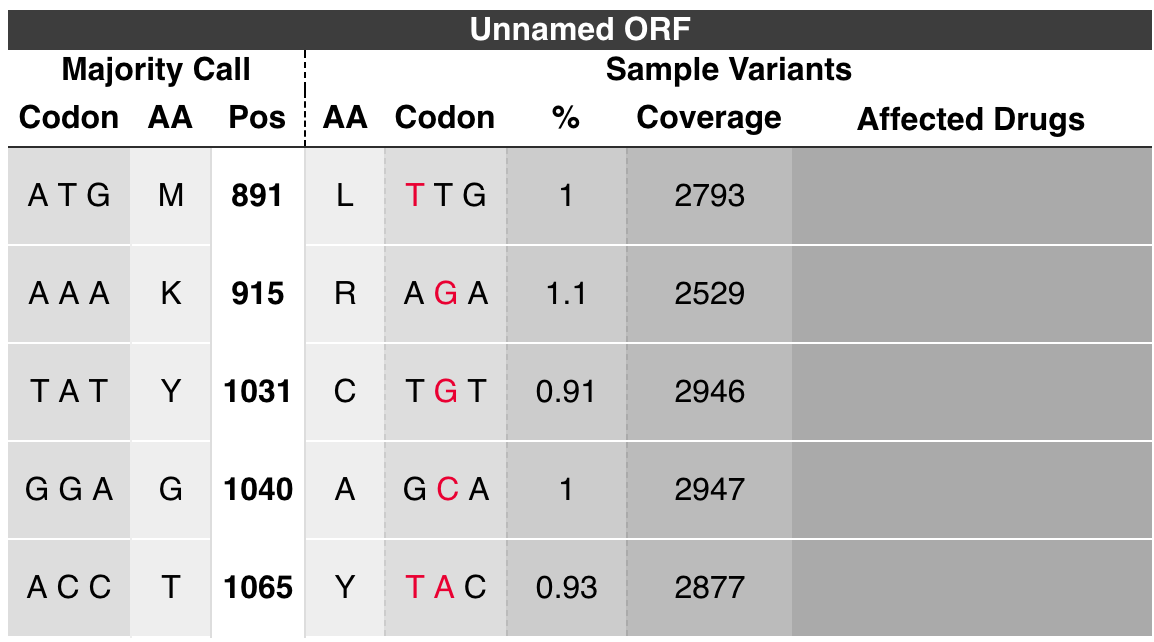 Unnamed ORF
Majority Call Sample Variants
Codon AA Pos AA Codon % Coverage Affected Drugs
A T G M 891 L T T G 1 2793
A A A K 915 R A G A 1.1 2529
T A T Y 1031 C T G T 0.91 2946
G G A G 1040 A G C A 1 2947
A C C T 1065 Y T A C 0.93 2877